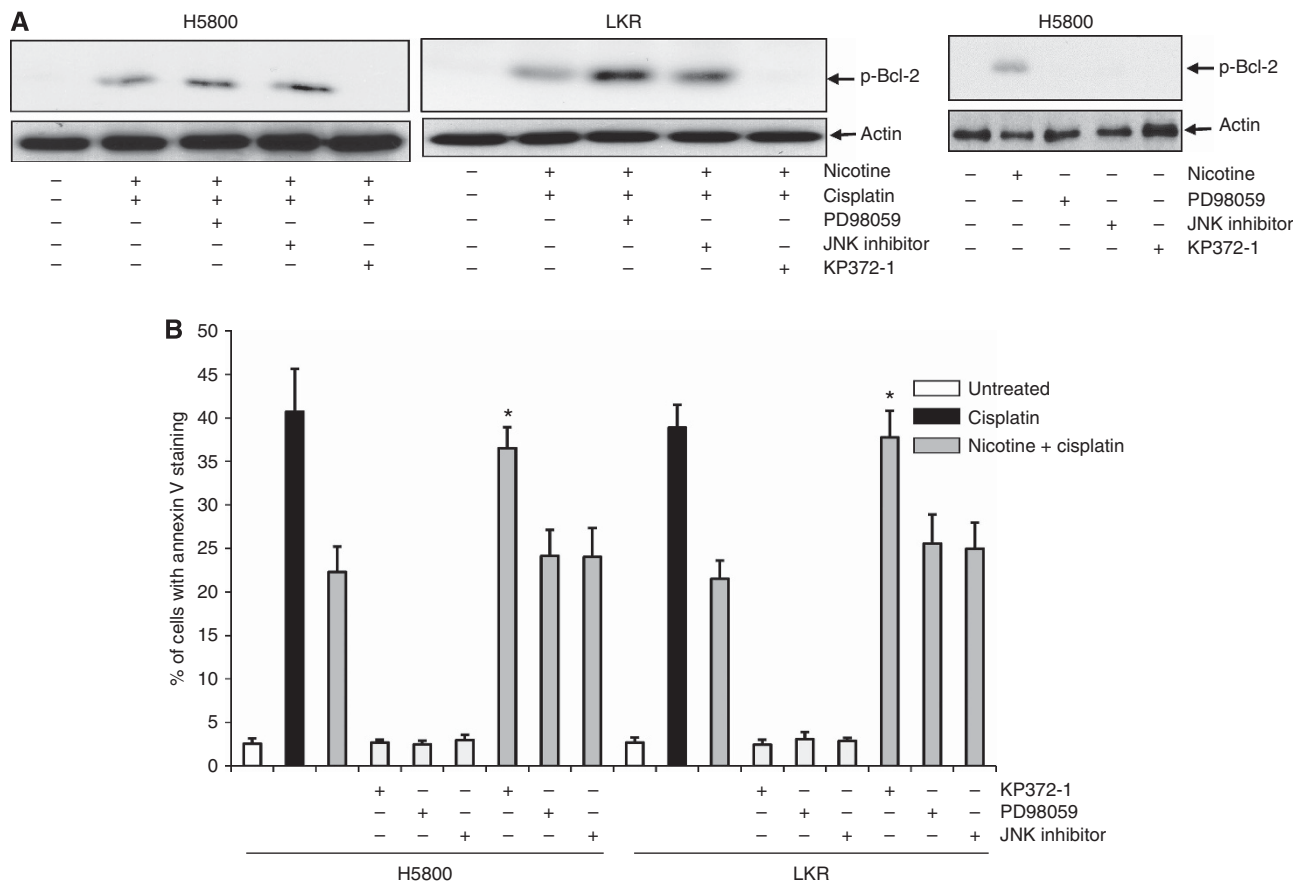 A
H5800
LKR
H5800
p-Bcl-2
p-Bcl-2
Actin
Actin
– + + + +
– + + + +
– – + – –
– – – + –
– – – – +
– + + + + Nicotine
– + + + + Cisplatin
– – + – – PD98059
– – – + – JNK inhibitor
– – – – + KP372-1
– + – – – Nicotine
– – + – – PD98059
– – – + – JNK inhibitor
– – – – + KP372-1
B
% of cells with annexin V staining
50
45
40
35
30
25
20
15
10
5
0
*
*
Untreated
Cisplatin
Nicotine + cisplatin
+ – – + – – + – – + – – KP372-1
– + – – + – – + – – + – PD98059
– – + – – + – – + – – + JNK inhibitor
H5800
LKR